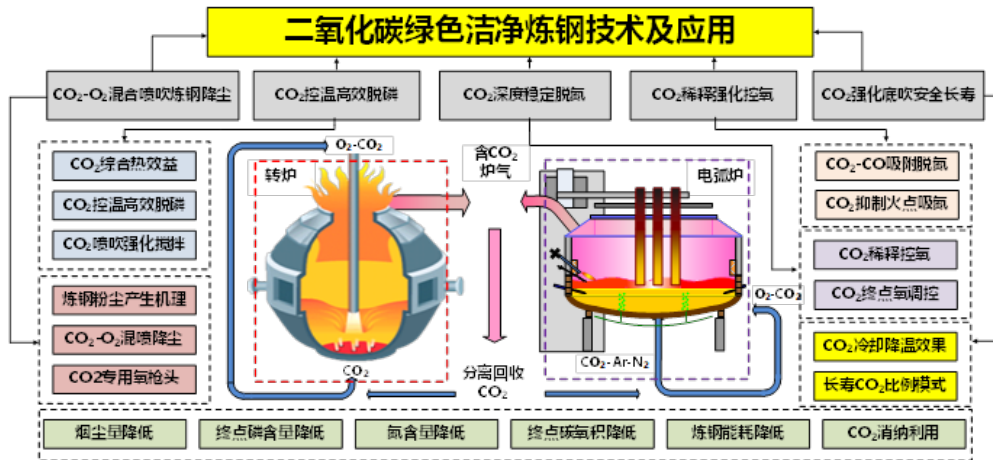 二氧化碳绿色洁净炼钢技术及应用
CO₂-O₂混合喷吹炼钢降尘
CO₂控温高效脱磷
CO₂深度稳定脱氮
CO₂稀释强化控氧
CO₂强化底吹安全长寿
O₂-CO₂
CO₂综合热效益
CO₂控温高效脱磷
CO₂喷吹强化搅拌
炼钢粉尘产生机理
CO₂-O₂混喷降尘
CO2专用氧枪头
转炉
CO₂
含CO₂
炉气
分离回收
CO₂
电弧炉
O₂-CO₂
CO₂-Ar-N₂
CO₂-CO吸附脱氮
CO₂抑制火点吸氮
CO₂稀释控氧
CO₂终点氧调控
CO₂冷却降温效果
长寿CO₂比例模式
烟尘量降低
终点磷含量降低
氮含量降低
终点碳氧积降低
炼钢能耗降低
CO₂消纳利用